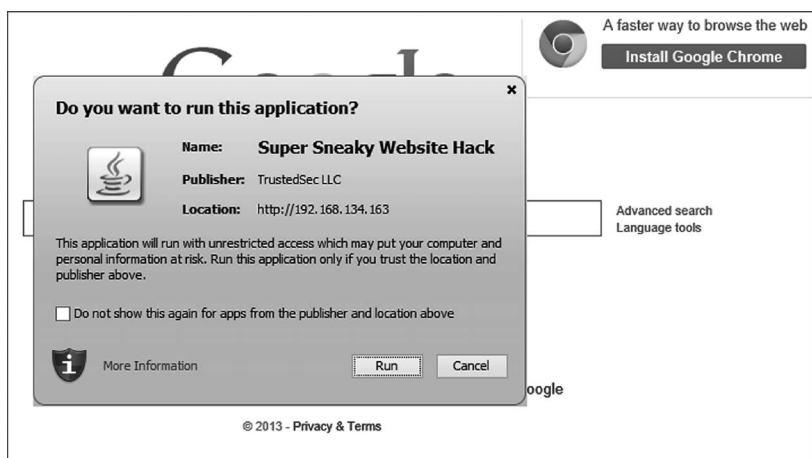 A faster way to browse the web
Install Google Chrome
Do you want to run this application?
Name: Super Sneaky Website Hack
Publisher: TrustedSec LLC
Location: http://192.168.134.163
This application will run with unrestricted access which may put your computer and
personal information at risk. Run this application only if you trust the location and
publisher above.
Do not show this again for apps from the publisher and location above
More Information
Run
Cancel
Advanced search
Language tools
oogle
© 2013 - Privacy & Terms